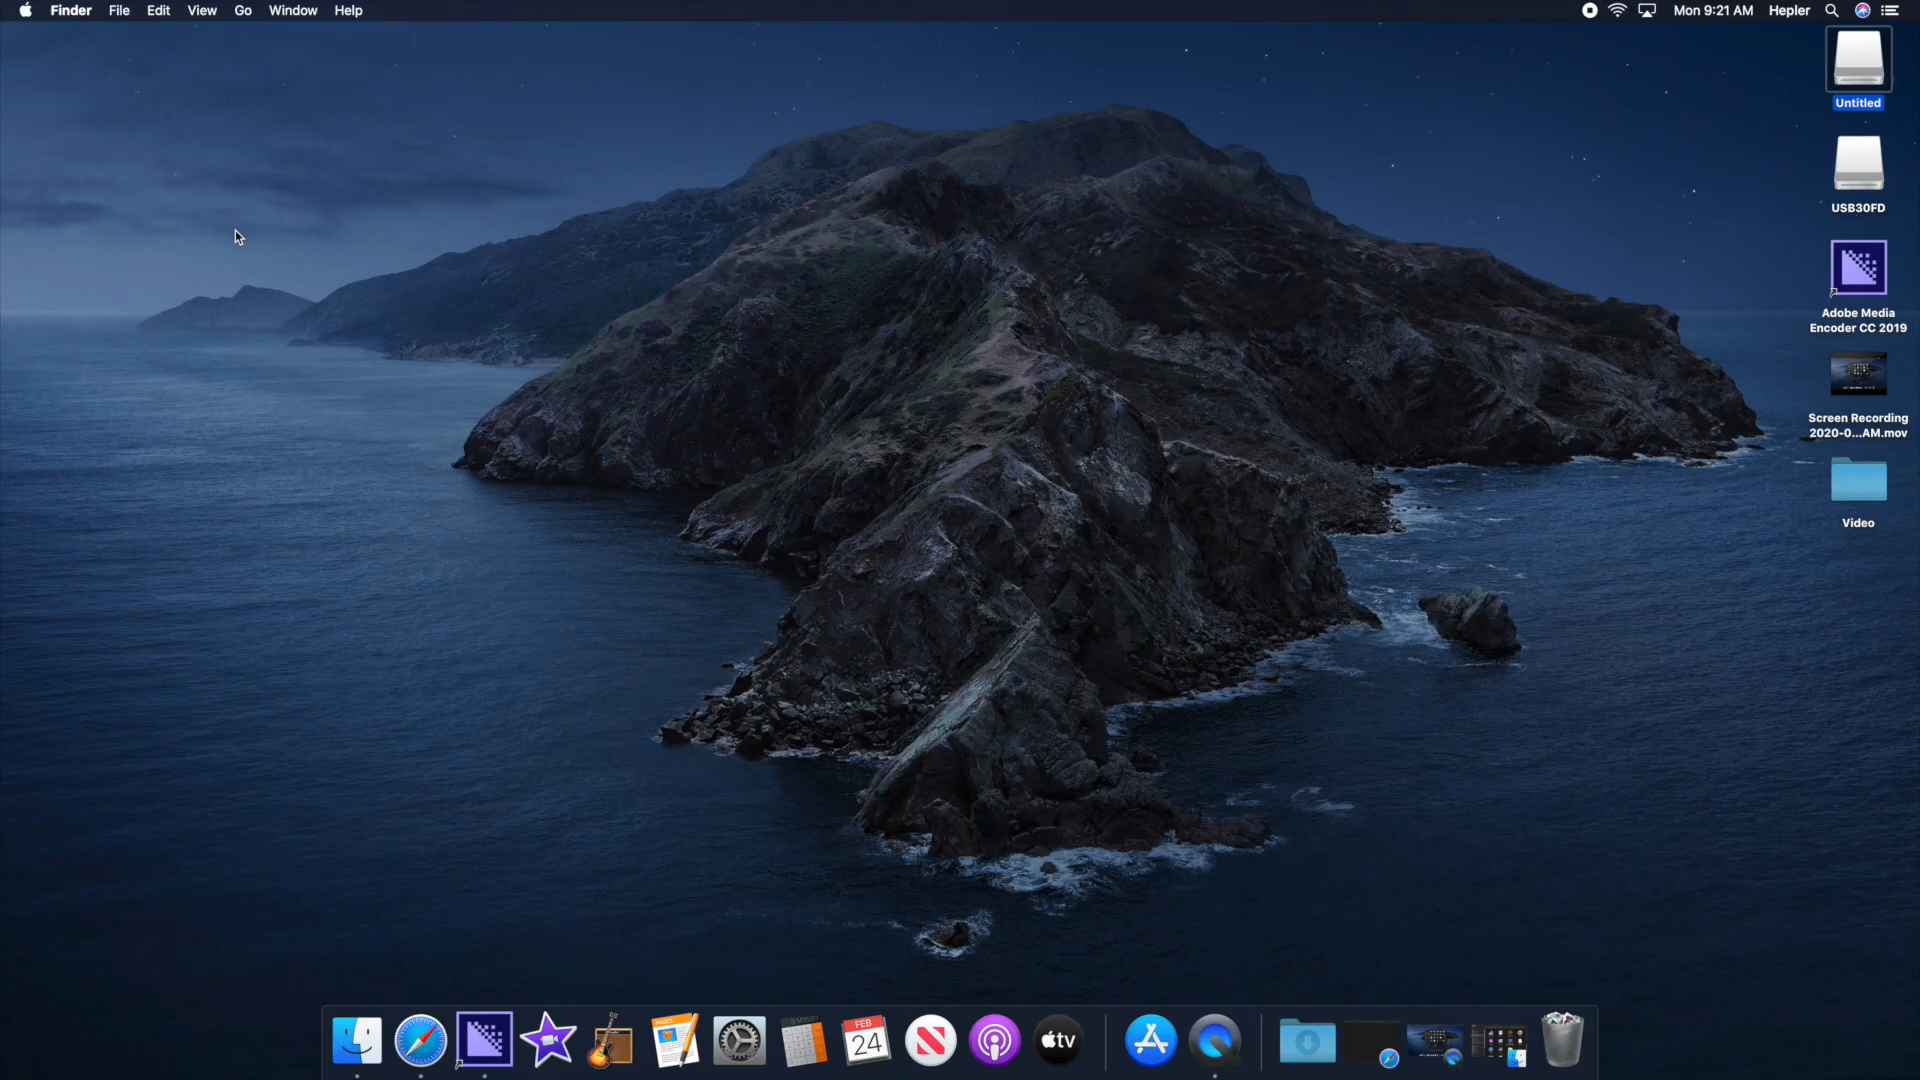 Finder File Edit View Go Window Help
Mon 9:21 AM Hepler
Untitled
USB30FD
Adobe Media
Encoder CC 2019
Screen Recording
2020-0...AM.mov
Video
PAGES
FEB
24
tv